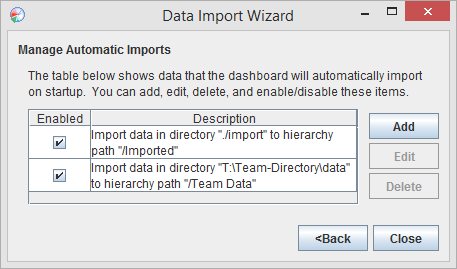 Data Import Wizard
Manage Automatic Imports
The table below shows data that the dashboard will automatically import
on startup. You can add, edit, delete, and enable/disable these items.
Enabled Description
Import data in directory "./import" to hierarchy
path "/Imported"
Import data in directory "T:\Team-Directory\data"
to hierarchy path "/Team Data"
Add
Edit
Delete
<Back Close